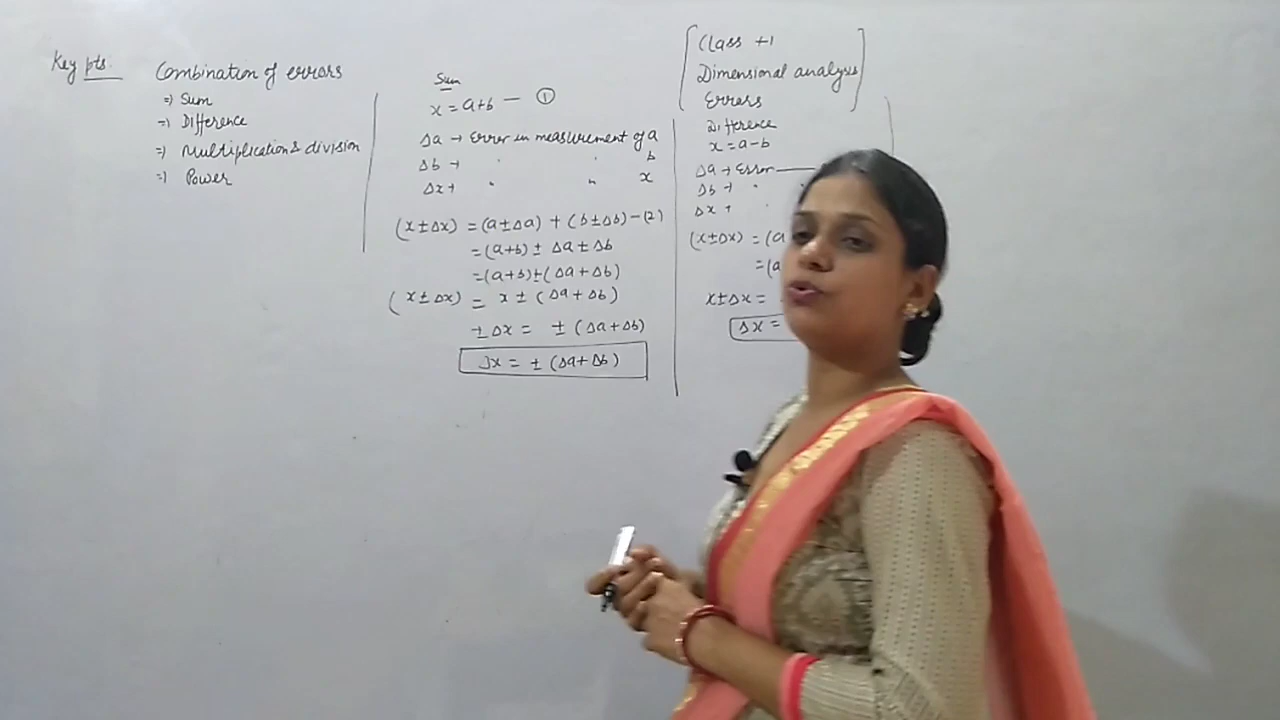 Key pts.
Combination of errors
=) Sum
=) Difference
=) Multiplication & division
=) Power
Sum
x = a+b — ①
Δa → Error in measurement of a
Δb → " " b
Δx → " " x
(x ± Δx) = (a ± Δa) + (b ± Δb) - (2)
= (a+b) ± Δa ± Δb
= (a+b) ± (Δa + Δb)
(x ± Δx) = x ± (Δa + Δb)
± Δx = ± (Δa + Δb)
Δx = ± (Δa + Δb)
Class +1
Dimensional analysis
Errors
Difference
x = a-b
Δa → Error —
Δb → "
Δx → "
(x ± Δx) = (a
= (a
x ± Δx =
Δx =